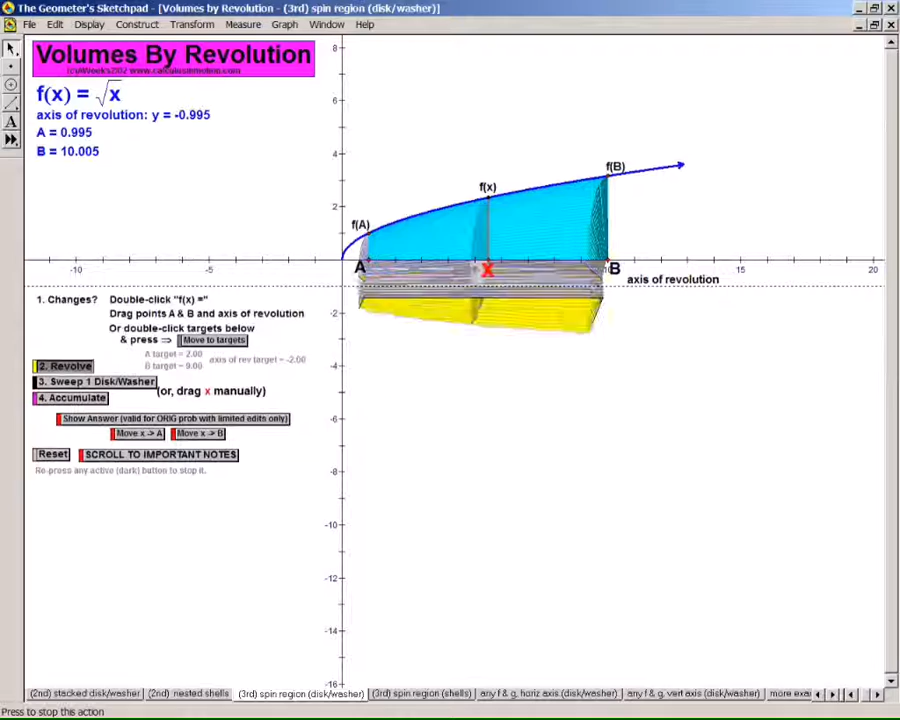 The Geometer's Sketchpad - [Volumes by Revolution - (3rd) spin region (disk/washer)]
File Edit Display Construct Transform Measure Graph Window Help
Volumes By Revolution
www.calculusinmotion.com
f(x) = √x
axis of revolution: y = -0.995
A = 0.995
B = 10.005
8
6
4
2
-2
-4
-6
-8
-10
-12
-14
-16
-10 -5 10 15 20
f(A)
f(x)
f(B)
A
x
B
axis of revolution
1. Changes? Double-click "f(x) ="
Drag points A & B and axis of revolution
Or double-click targets below
& press ⇒ Move to targets
A target = 2.00
axis of rev target = -2.00
B target = 9.00
2. Revolve
3. Sweep 1 Disk/Washer
(or, drag x manually)
4. Accumulate
Show Answer (valid for ORIG prob with limited edits only)
Move x -> A Move x -> B
Reset SCROLL TO IMPORTANT NOTES
Re-press any active (dark) button to stop it.
(2nd) stacked disk/washer (2nd) nested shells (3rd) spin region (disk/washer) (3rd) spin region (shells) any f & g, horiz axis (disk/washer) any f & g, vert axis (disk/washer) more exa
Press to stop this action